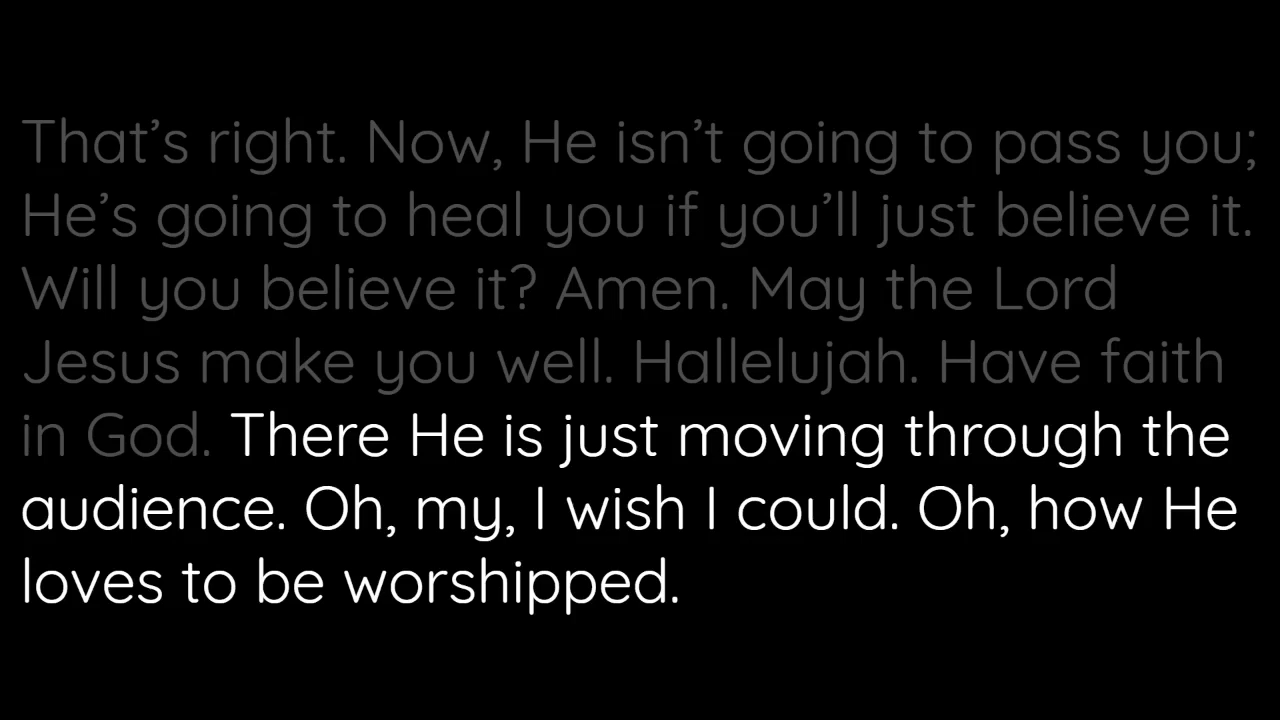 That’s right. Now, He isn’t going to pass you;
He’s going to heal you if you’ll just believe it.
Will you believe it? Amen. May the Lord
Jesus make you well. Hallelujah. Have faith
in God. There He is just moving through the
audience. Oh, my, I wish I could. Oh, how He
loves to be worshipped.